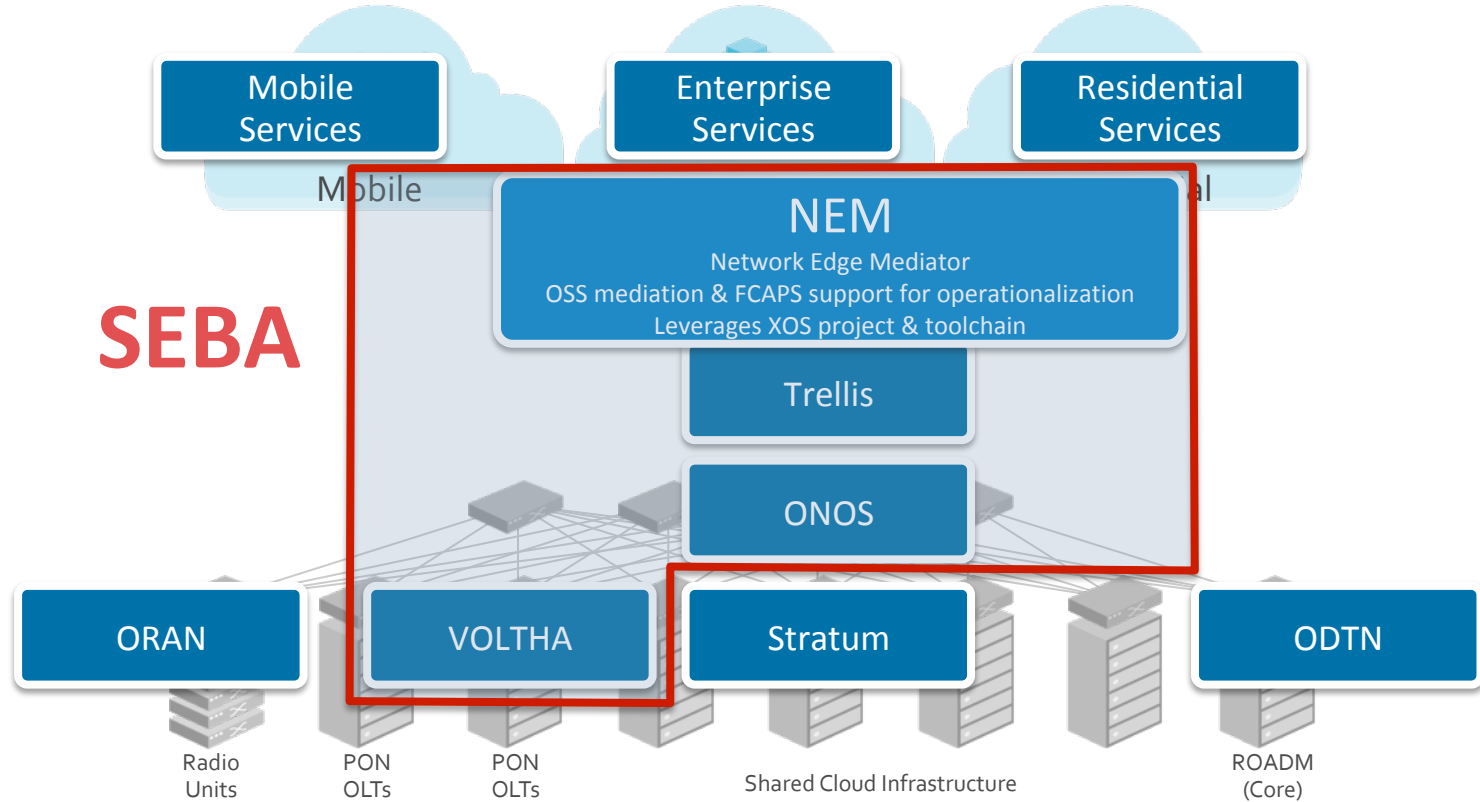 Mobile
Services
Enterprise
Services
Residential
Services
Mobile
al
NEM
Network Edge Mediator
OSS mediation & FCAPS support for operationalization
Leverages XOS project & toolchain
SEBA
Trellis
ONOS
ORAN
VOLTHA
Stratum
ODTN
Radio
Units
PON
OLTs
PON
OLTs
Shared Cloud Infrastructure
ROADM
(Core)